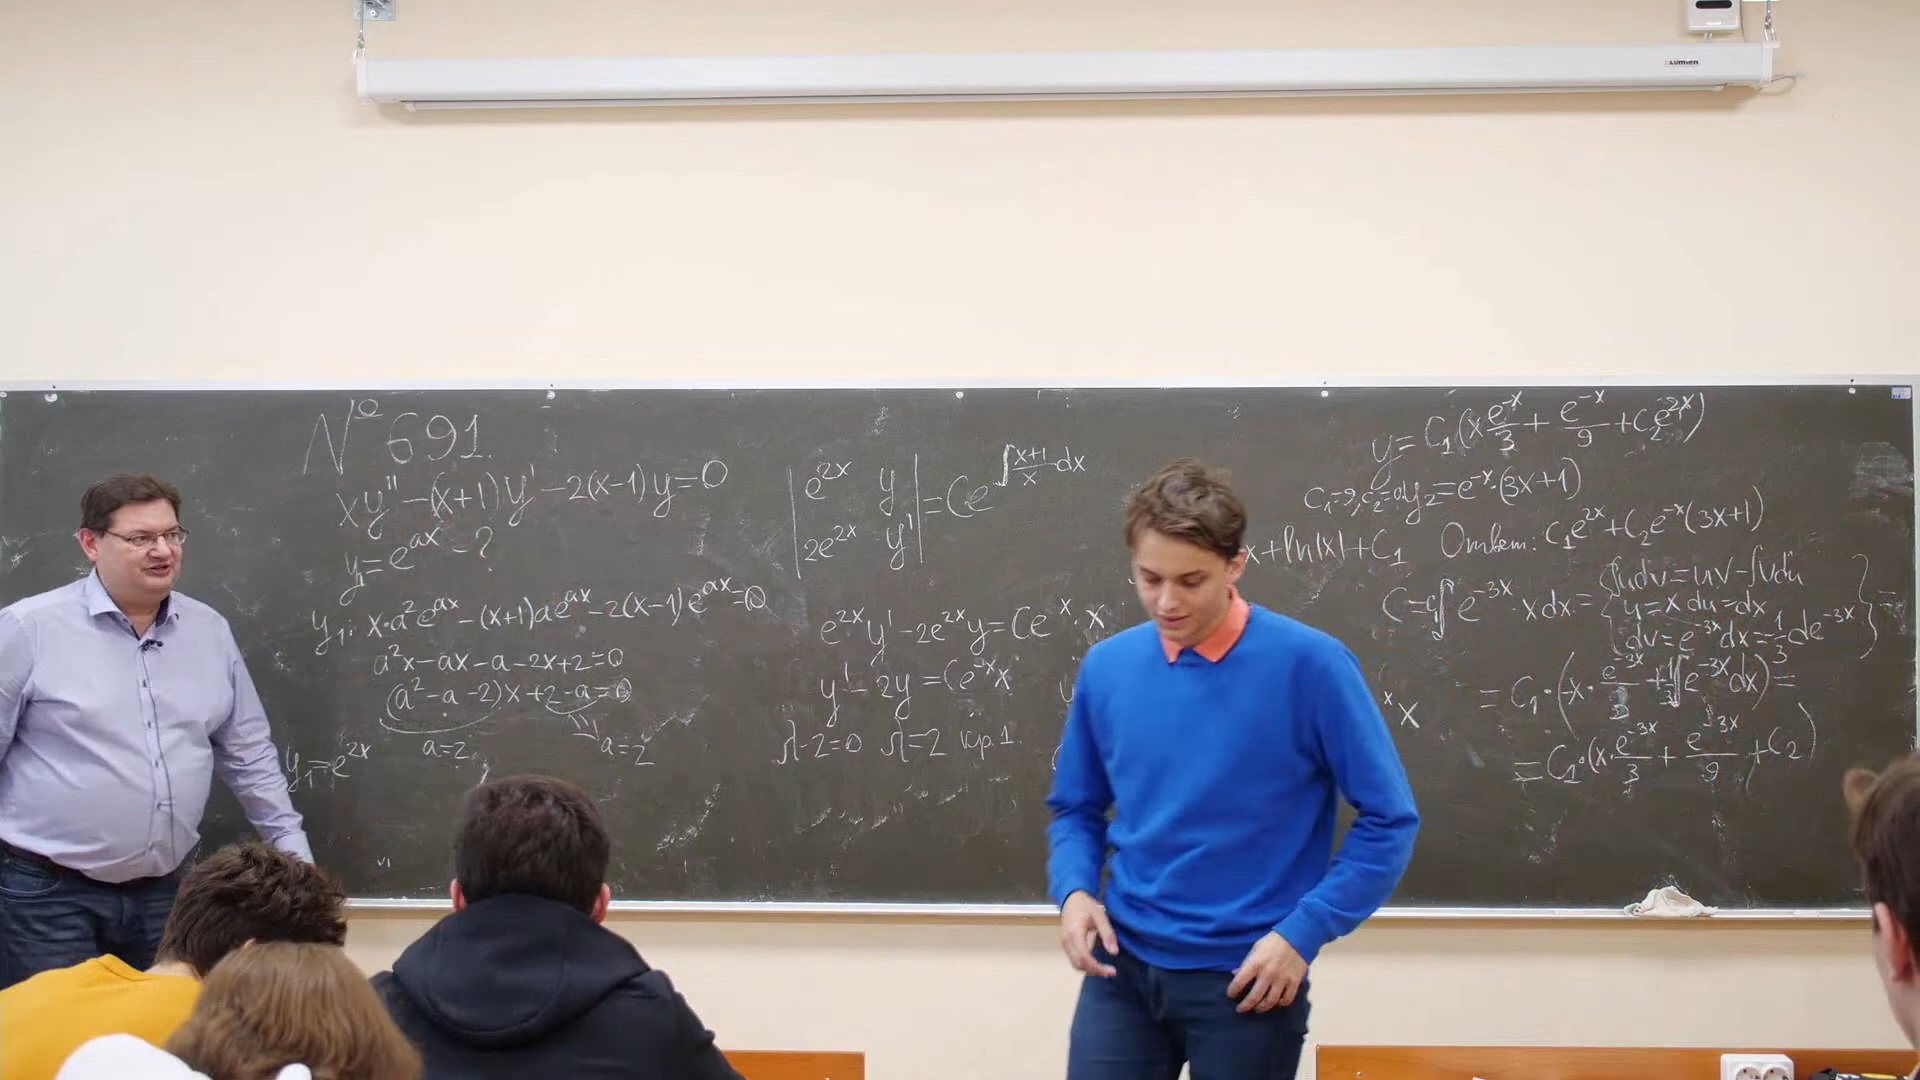 LUMIEN
№ 691.
xy'' - (x+1)y' - 2(x-1)y = 0
y₁ = e^{ax} - ?
y₁: x·a²e^{ax} - (x+1)ae^{ax} - 2(x-1)e^{ax} = 0
a²x - ax - a - 2x + 2 = 0
(a² - a - 2)x + 2 - a = 0
a=2 a=2
y₁ = e^{2x}
| e^{2x} y |
| 2e^{2x} y' | = Ce^{∫(x+1)/x dx}
e^{2x}y' - 2e^{2x}y = Ce^x·x
y' - 2y = Ce^{-x}x
λ-2=0 λ=2 кр.1
x + ln|x| + C₁
y = C₁(x e^{-x}/3 + e^{-x}/9 + C₂e^{2x})
C₁=9, C₂=0 y₂ = e^{-x}·(3x+1)
Ответ: C₁e^{2x} + C₂e^{-x}(3x+1)
∫udv = uv - ∫vdu
e^{-3x} xdx = { y = x du = dx } =
dv = e^{-3x}dx = 1/3 de^{-3x}
= C₁·(-x· e^{-3x}
e^{-3x}dx) =
= C₁·(x· e^{-3x}/3 + e^{-3x}/9 + C₂)
ˣx